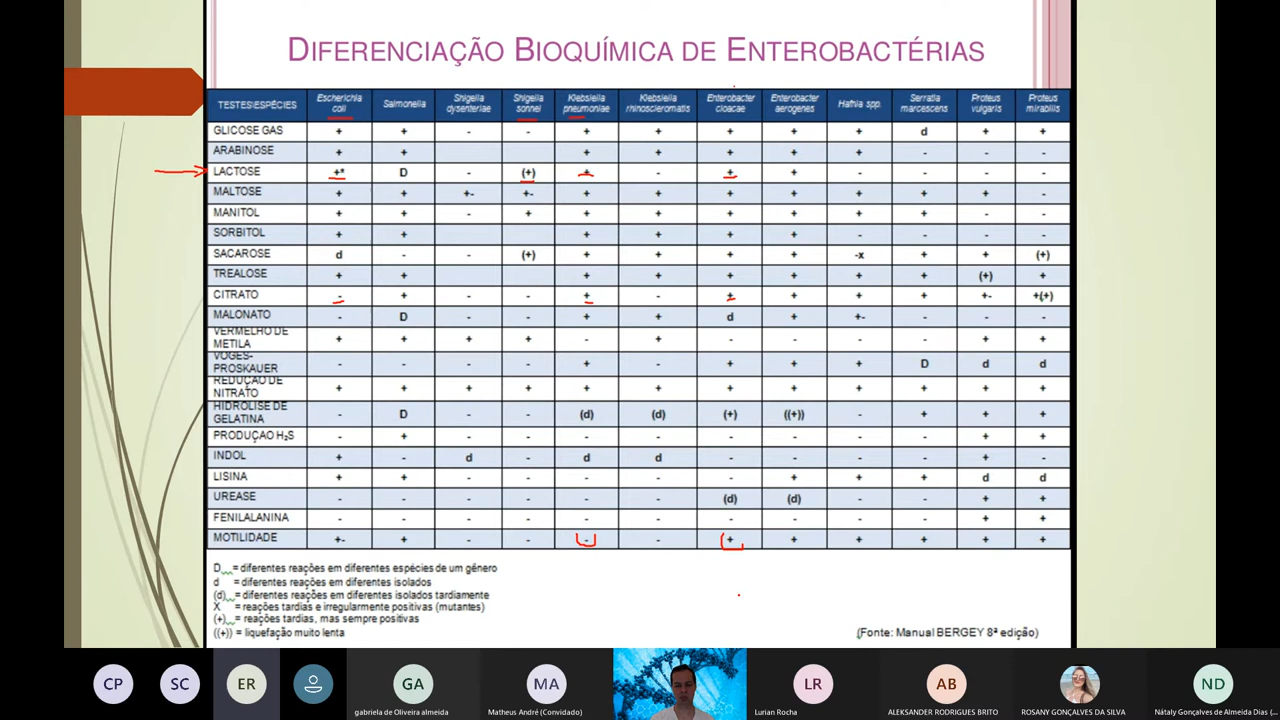 DIFERENCIAÇÃO BIOQUÍMICA DE ENTEROBACTÉRIAS
TESTES\ESPÉCIES Escherichia coli Salmonella Shigella dysenteriae Shigella sonnei Klebsiella pneumoniae Klebsiella rhinoscleromatis Enterobacter cloacae Enterobacter aerogenes Hafnia spp. Serratia marcescens Proteus vulgaris Proteus mirabilis
GLICOSE GAS + + - - + + + + + d + +
ARABINOSE + + + + + + + - - -
LACTOSE +* D - (+) + - + + - - - -
MALTOSE + + +- +- + + + + + + + -
MANITOL + + - + + + + + + + - -
SORBITOL + + + + + + - + - -
SACAROSE d - - (+) + + + + -x + + (+)
TREALOSE + + + + + + + + (+) +
CITRATO - + - - + - + + + + +- +(+)
MALONATO - D - - + + d + +- - - -
VERMELHO DE METILA + + + + - + - - - - + +
VOGES-PROSKAUER - - - - + - + + + D d d
REDUÇÃO DE NITRATO + + + + + + + + + + + +
HIDRÓLISE DE GELATINA - D - - (d) (d) (+) ((+)) - + + +
PRODUÇAO H₂S - + - - - - - - - - + +
INDOL + - d - d d - - - - + -
LISINA + + - - - - - + + + d d
UREASE - - - - - - (d) (d) - - + +
FENILALANINA - - - - - - - - - - + +
MOTILIDADE +- + - - - - + + + + + +
D = diferentes reações em diferentes espécies de um gênero
d = diferentes reações em diferentes isolados
(d) = diferentes reações em diferentes isolados tardiamente
X = reações tardias e irregularmente positivas (mutantes)
(+) = reações tardias, mas sempre positivas
((+)) = liquefação muito lenta
(Fonte: Manual BERGEY 8ª edição)
CP SC ER GA MA LR AB ND
gabriela de Oliveira almeida Matheus André (Convidado) Lurian Rocha ALEKSANDER RODRIGUES BRITO ROSANY GONÇALVES DA SILVA Nátaly Gonçalves de Almeida Dias (...